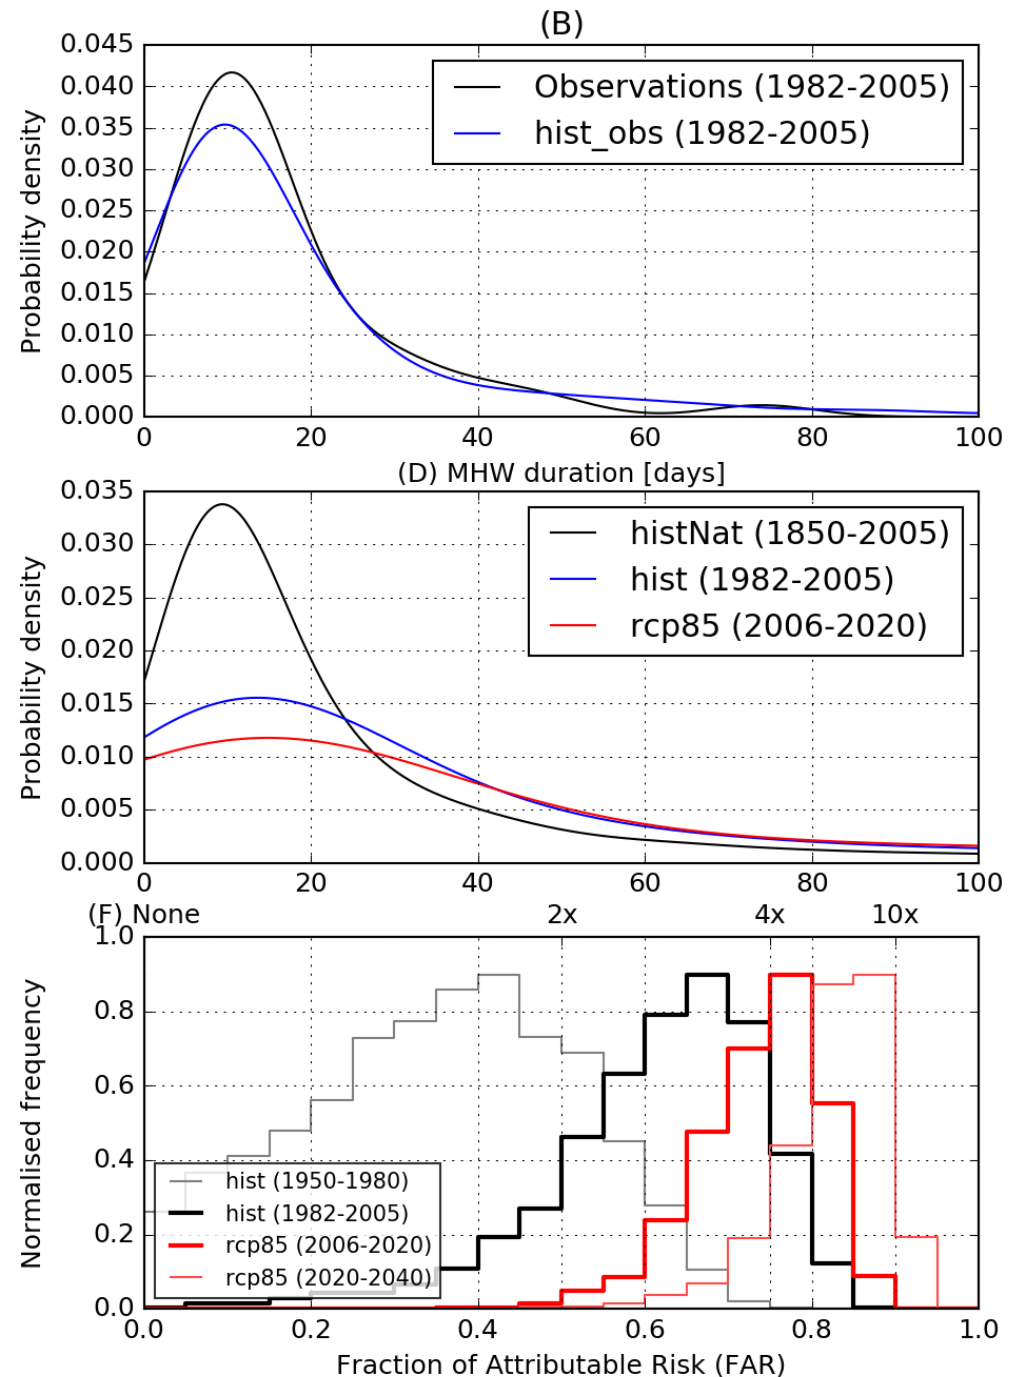 (B)
Probability density
0.045
0.040
0.035
0.030
0.025
0.020
0.015
0.010
0.005
0.000
Observations (1982-2005)
hist_obs (1982-2005)
0 20 40 60 80 100
(D) MHW duration [days]
Probability density
0.035
0.030
0.025
0.020
0.015
0.010
0.005
0.000
histNat (1850-2005)
hist (1982-2005)
rcp85 (2006-2020)
0 20 40 60 80 100
(F) None 2x 4x 10x
Normalised frequency
1.0
0.8
0.6
0.4
0.2
0.0
hist (1950-1980)
hist (1982-2005)
rcp85 (2006-2020)
rcp85 (2020-2040)
0.0 0.2 0.4 0.6 0.8 1.0
Fraction of Attributable Risk (FAR)